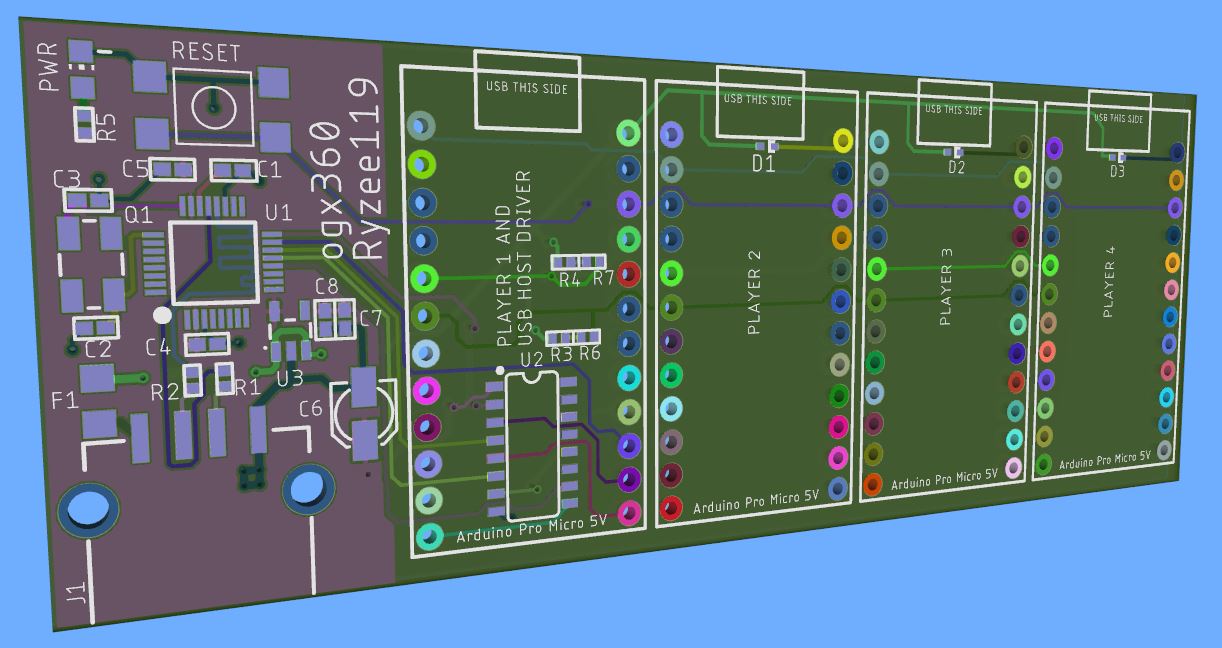 PWR
RESET
R5
C5
C1
C3
Q1
U1
ogx360
Ryzee119
C8
C7
C2
C4
U3
R2
R1
F1
C6
J1
USB THIS SIDE
PLAYER 1 AND
USB HOST DRIVER
R4
R7
R3
R6
U2
Arduino Pro Micro 5V
USB THIS SIDE
D1
PLAYER 2
Arduino Pro Micro 5V
USB THIS SIDE
D2
PLAYER 3
Arduino Pro Micro 5V
USB THIS SIDE
D3
PLAYER 4
Arduino Pro Micro 5V